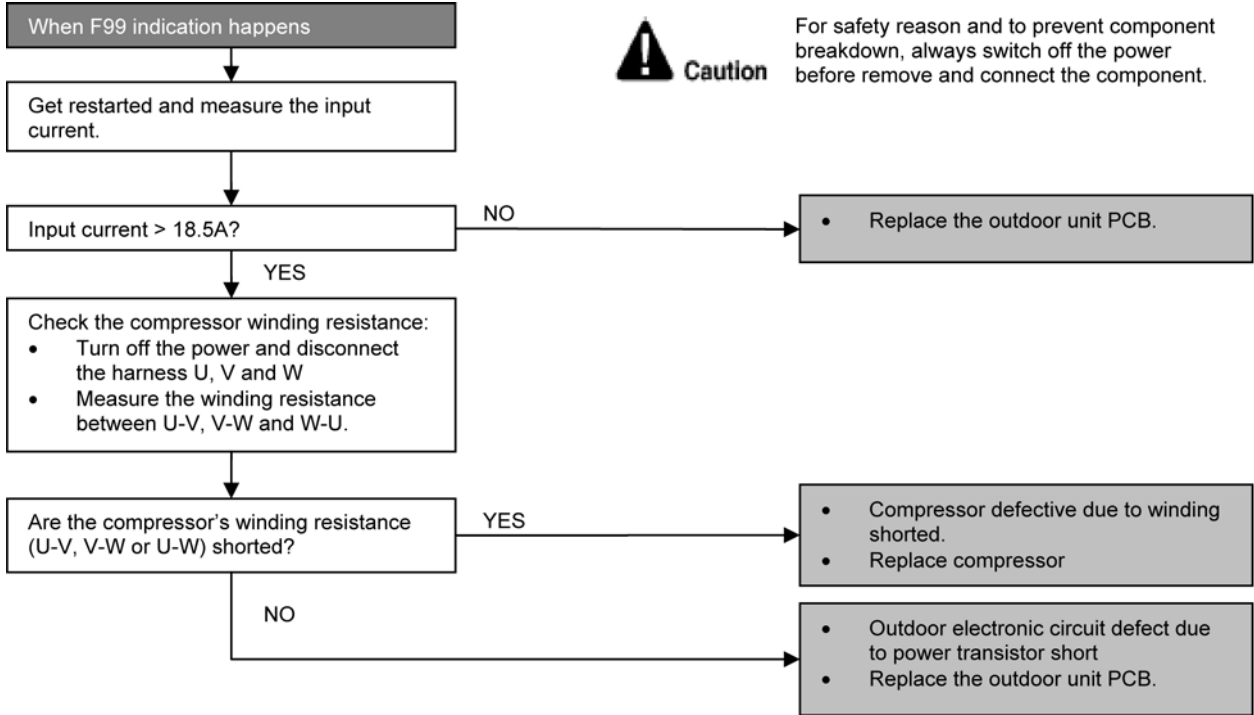 When F99 indication happens
Caution
For safety reason and to prevent component
breakdown, always switch off the power
before remove and connect the component.
Get restarted and measure the input
current.
Input current > 18.5A?
NO
• Replace the outdoor unit PCB.
YES
Check the compressor winding resistance:
• Turn off the power and disconnect
the harness U, V and W
• Measure the winding resistance
between U-V, V-W and W-U.
Are the compressor's winding resistance
(U-V, V-W or U-W) shorted?
YES
• Compressor defective due to winding
shorted.
• Replace compressor
NO
• Outdoor electronic circuit defect due
to power transistor short
• Replace the outdoor unit PCB.